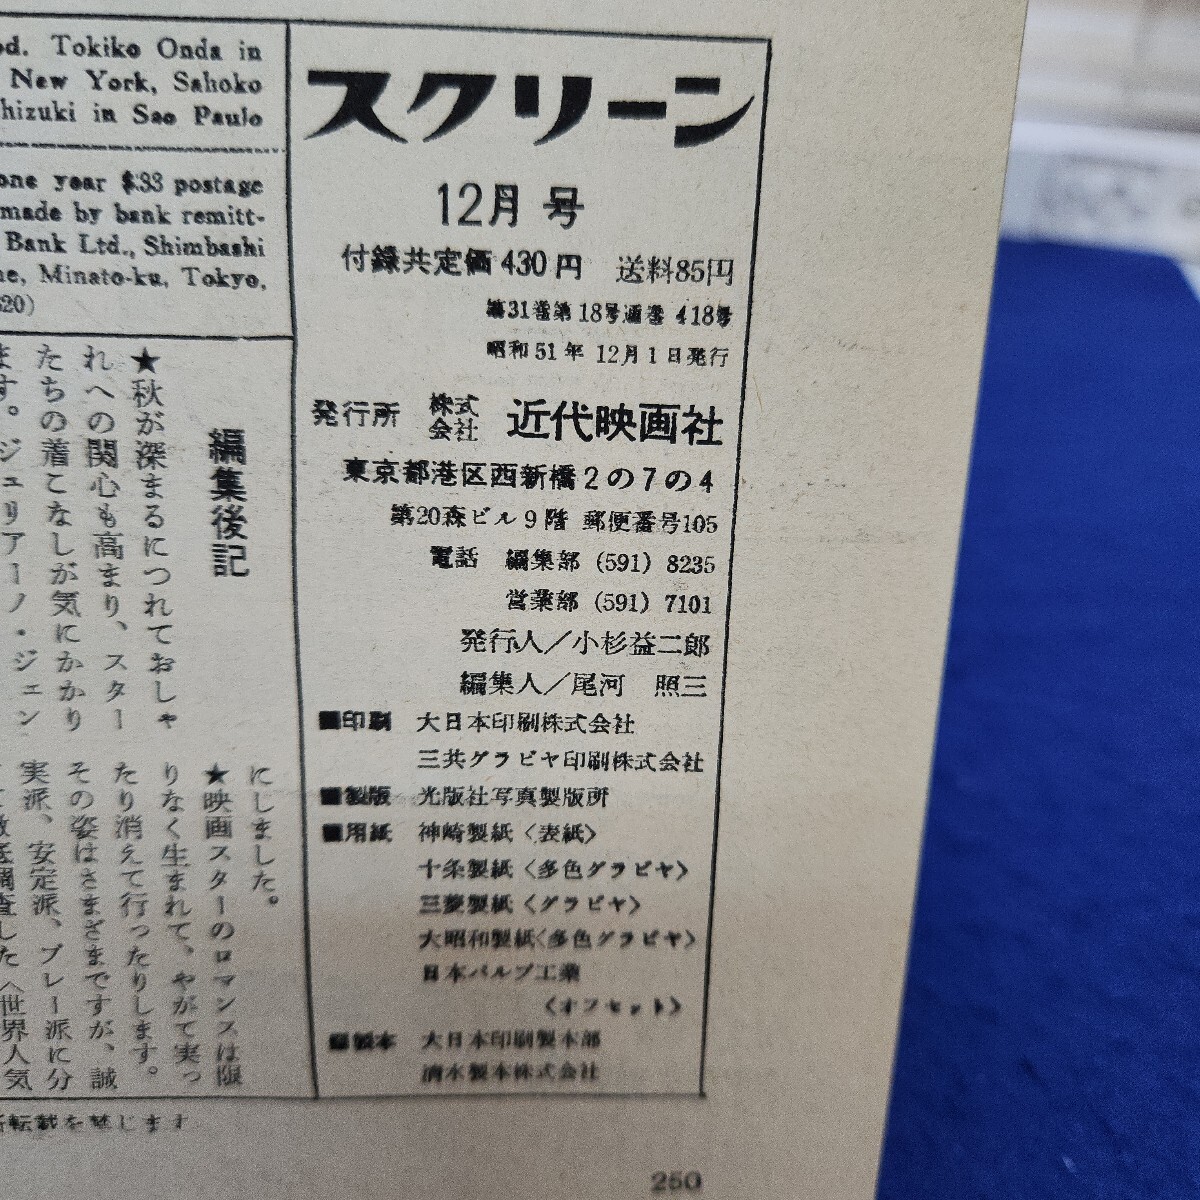 od. Tokiko Onda in
New York, Sahoko
hizuki in Sao Paulo
one year $33 postage
made by bank remitt-
Bank Ltd., Shimbashi
ne, Minato-ku, Tokyo,
620)
スクリーン
12月号
付録共定価430円 送料85円
第31巻第18号通巻418号
昭和51年12月1日発行
発行所 株式会社 近代映画社
東京都港区西新橋2の7の4
第20森ビル9階 郵便番号105
電話 編集部 (591) 8235
営業部 (591) 7101
発行人/小杉益二郎
編集人/尾河 照三
■印刷 大日本印刷株式会社
三共グラビヤ印刷株式会社
■製版 光版社写真製版所
■用紙 神崎製紙〈表紙〉
十条製紙〈多色グラビヤ〉
三菱製紙〈グラビヤ〉
大昭和製紙〈多色グラビヤ〉
日本パルプ工業
〈オフセット〉
■製本 大日本印刷製本部
清水製本株式会社
編集後記
★秋が深まるにつれておしゃ
れへの関心も高まり、スター
たちの着こなしが気にかかり
ます。ジュリアーノ・ジェン
にしました。
★映画スターのロマンスは限
りなく生まれて、やがて実っ
たり消えて行ったりします。
その姿はさまざまですが、誠
実派、安定派、プレー派に分
底調査した〈世界人気
転載を禁じます
250